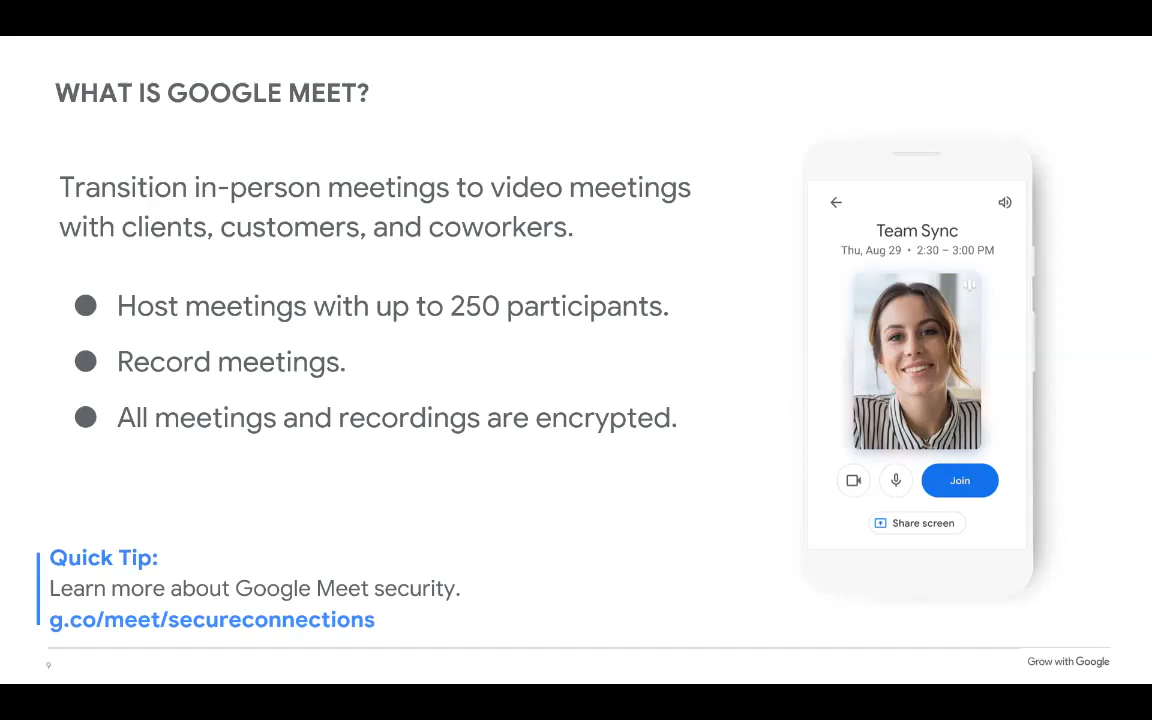 WHAT IS GOOGLE MEET?
Transition in-person meetings to video meetings
with clients, customers, and coworkers.
● Host meetings with up to 250 participants.
● Record meetings.
● All meetings and recordings are encrypted.
Team Sync
Thu, Aug 29 • 2:30 – 3:00 PM
Join
Share screen
Quick Tip:
Learn more about Google Meet security.
g.co/meet/secureconnections
9
Grow with Google